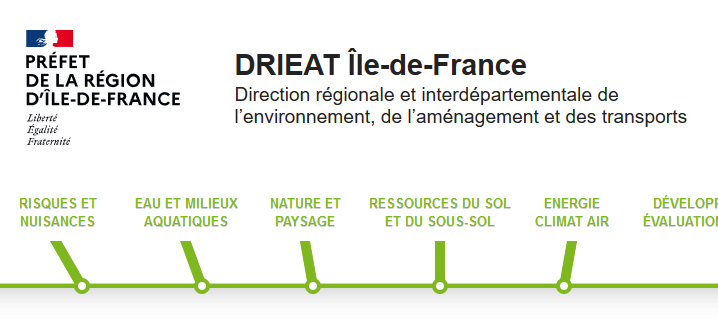 PRÉFET
DE LA RÉGION
D'ÎLE-DE-FRANCE
Liberté
Égalité
Fraternité
DRIEAT Île-de-France
Direction régionale et interdépartementale de
l'environnement, de l'aménagement et des transports
RISQUES ET
NUISANCES
EAU ET MILIEUX
AQUATIQUES
NATURE ET
PAYSAGE
RESSOURCES DU SOL
ET DU SOUS-SOL
ENERGIE
CLIMAT AIR
DÉVELOPP
ÉVALUATION